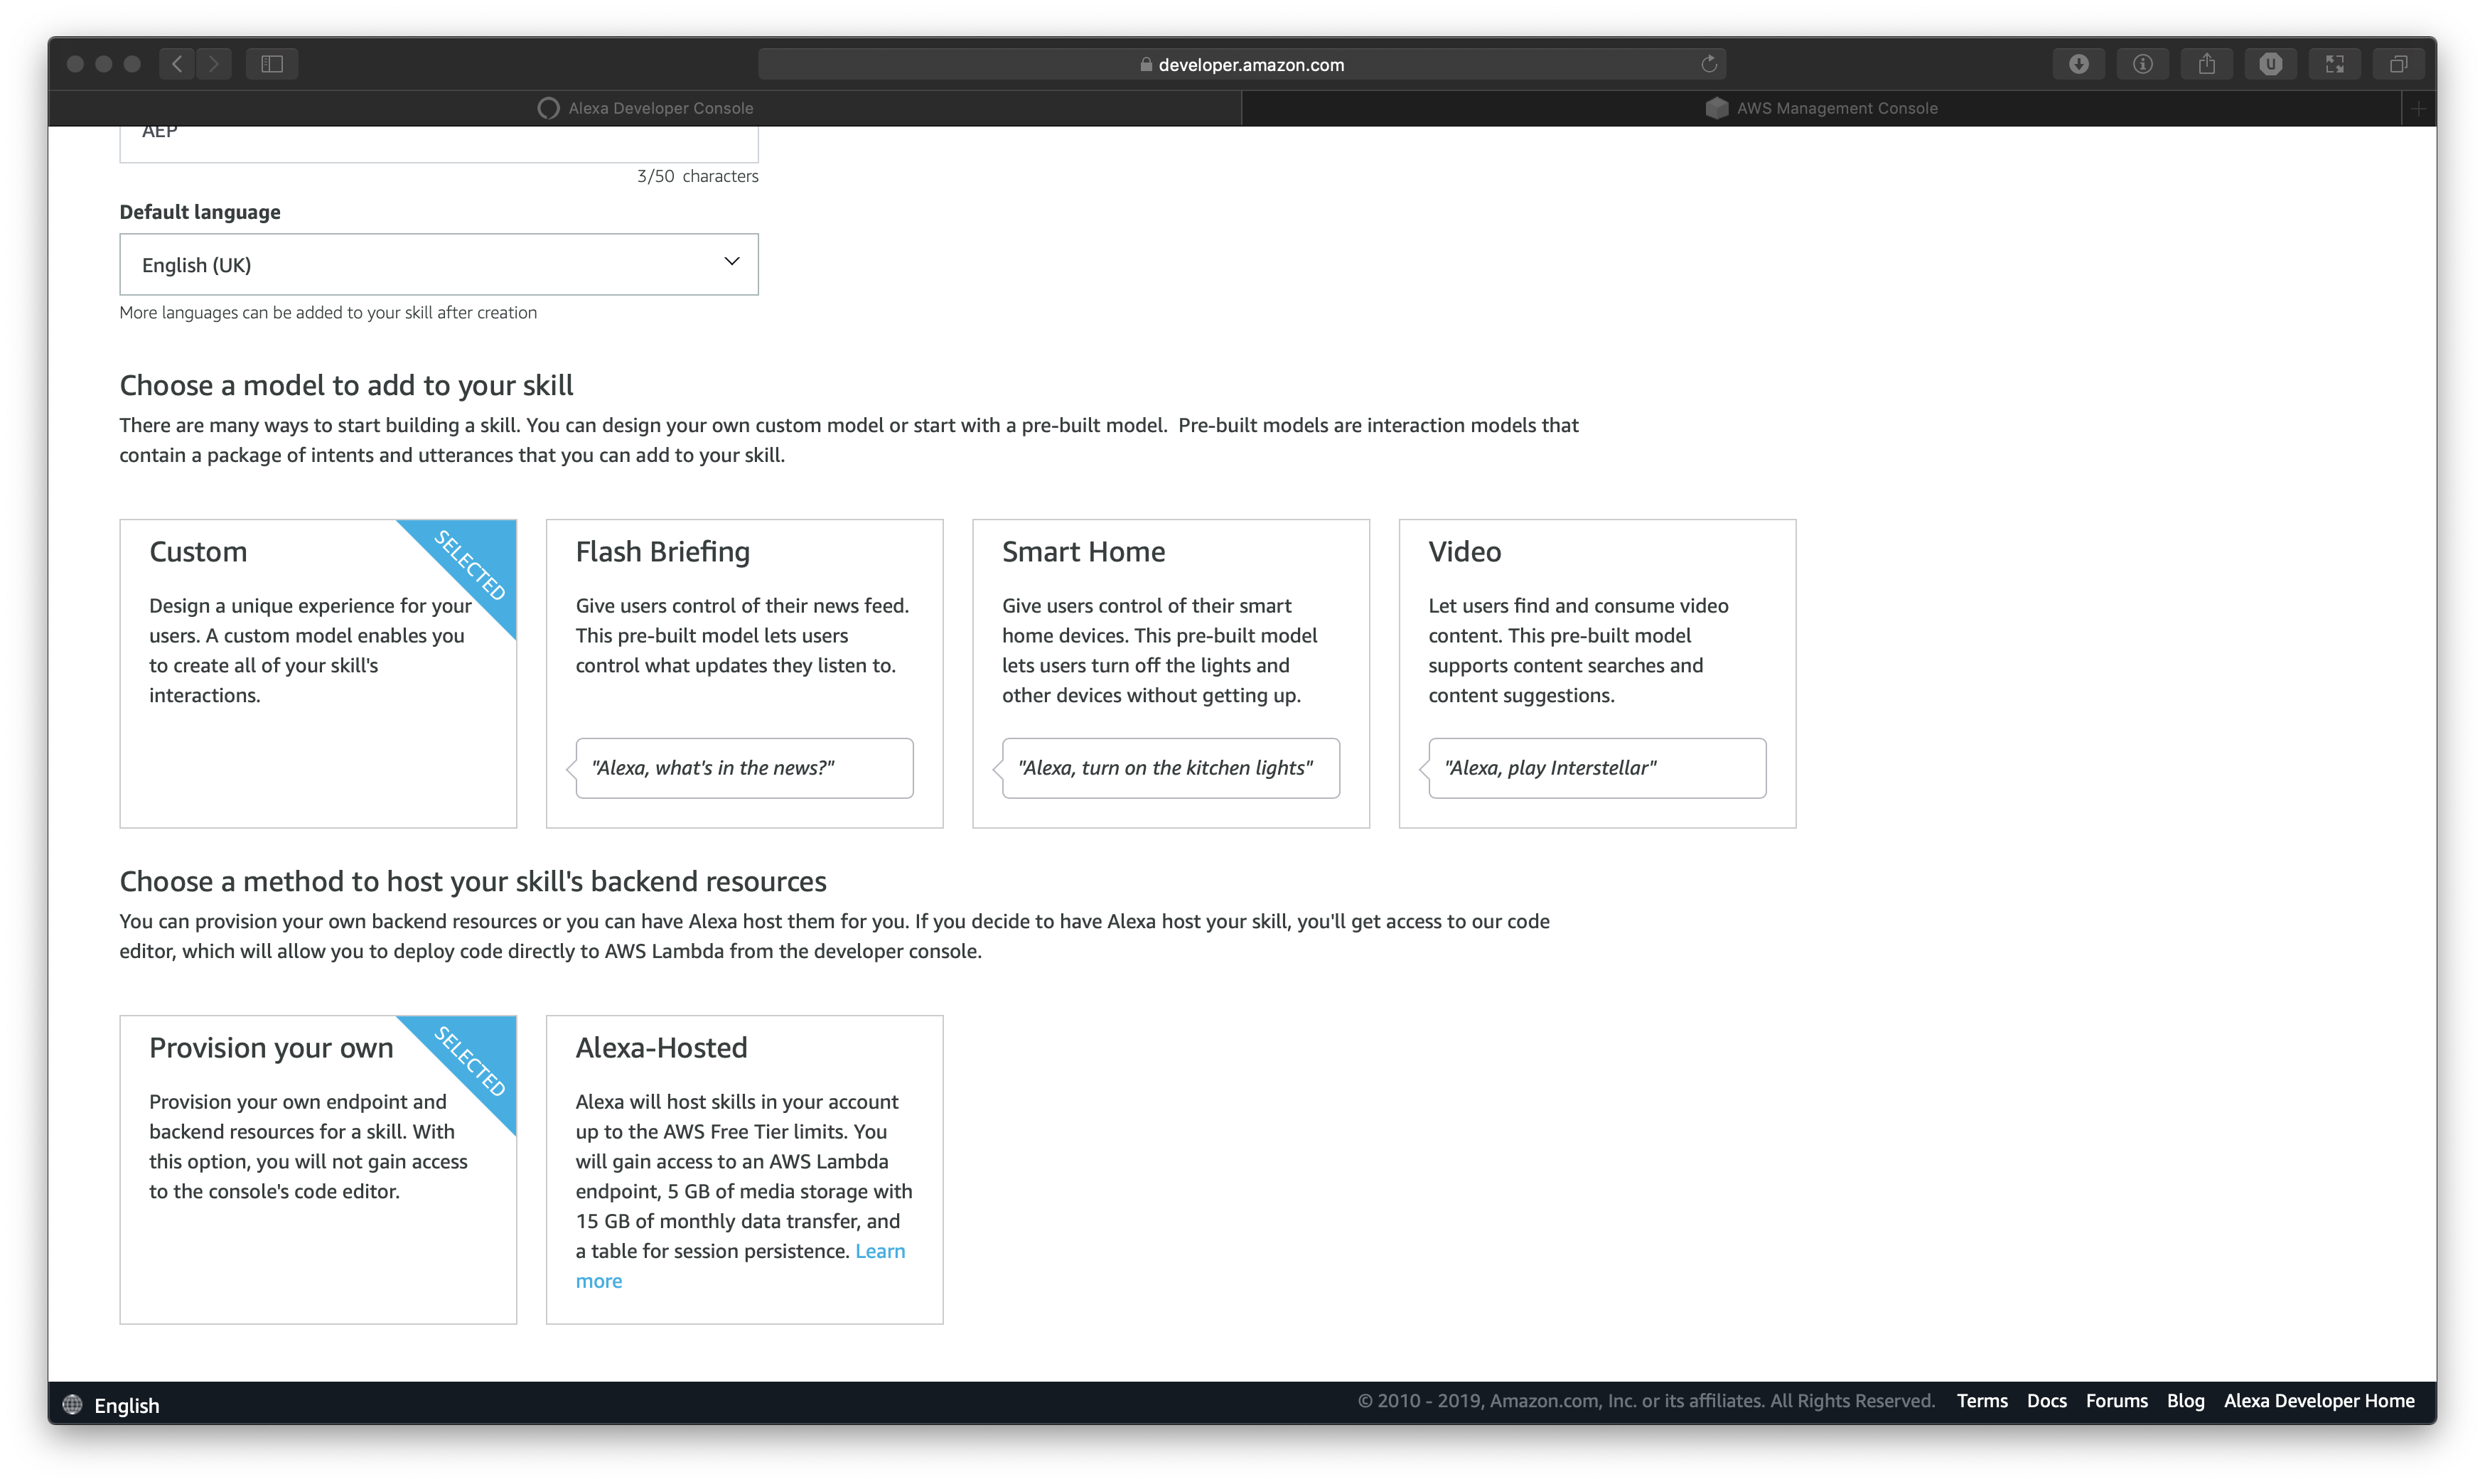 developer.amazon.com
Alexa Developer Console
AWS Management Console
AEP
3/50 characters
Default language
English (UK)
More languages can be added to your skill after creation
Choose a model to add to your skill
There are many ways to start building a skill. You can design your own custom model or start with a pre-built model. Pre-built models are interaction models that
contain a package of intents and utterances that you can add to your skill.
Custom
SELECTED
Design a unique experience for your
users. A custom model enables you
to create all of your skill's
interactions.
Flash Briefing
Give users control of their news feed.
This pre-built model lets users
control what updates they listen to.
"Alexa, what's in the news?"
Smart Home
Give users control of their smart
home devices. This pre-built model
lets users turn off the lights and
other devices without getting up.
"Alexa, turn on the kitchen lights"
Video
Let users find and consume video
content. This pre-built model
supports content searches and
content suggestions.
"Alexa, play Interstellar"
Choose a method to host your skill's backend resources
You can provision your own backend resources or you can have Alexa host them for you. If you decide to have Alexa host your skill, you'll get access to our code
editor, which will allow you to deploy code directly to AWS Lambda from the developer console.
Provision your own
SELECTED
Provision your own endpoint and
backend resources for a skill. With
this option, you will not gain access
to the console's code editor.
Alexa-Hosted
Alexa will host skills in your account
up to the AWS Free Tier limits. You
will gain access to an AWS Lambda
endpoint, 5 GB of media storage with
15 GB of monthly data transfer, and
a table for session persistence. Learn
more
English
© 2010 - 2019, Amazon.com, Inc. or its affiliates. All Rights Reserved.
Terms Docs Forums Blog Alexa Developer Home